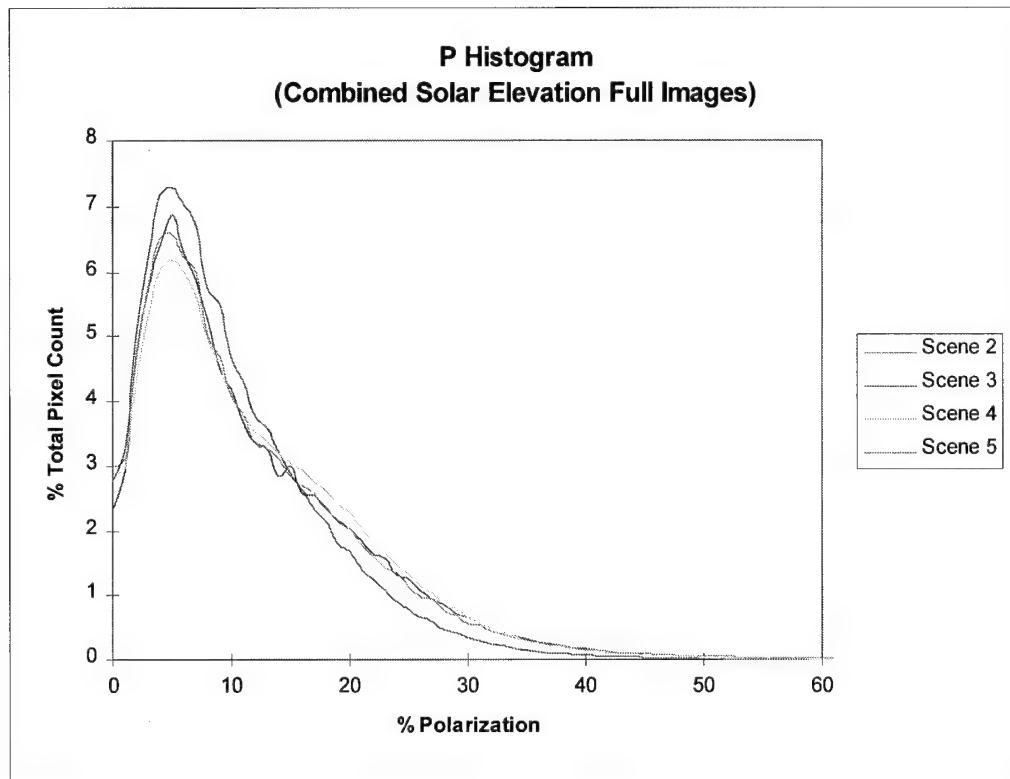 P Histogram
(Combined Solar Elevation Full Images)
8
7
6
5
4
3
2
1
0
% Total Pixel Count
0 10 20 30 40 50 60
% Polarization
Scene 2
Scene 3
Scene 4
Scene 5